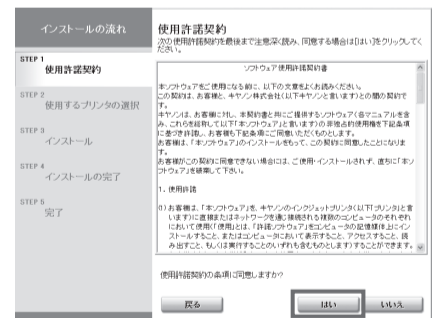 インストールの流れ
STEP 1
使用許諾契約
STEP 2
使用するプリンタの選択
STEP 3
インストール
STEP 4
インストールの完了
STEP 5
完了
使用許諾契約
次の使用許諾契約を最後まで注意深く読み、同意する場合は[はい]をクリックしてく
ださい。
ソフトウェア使用許諾契約書
本ソフトウェアをご使用になる前に、以下の文章をよくお読みください。
この契約は、お客様と、キヤノン株式会社(以下キヤノンと言います)との間の契約で
す。
キヤノンは、お客様に対し、本契約書と共にご提供するソフトウェア(各マニュアルを含
み、これらを総称して以下「本ソフトウェア」と言います)の非独占的使用権を下記条項
に基づき許諾し、お客様も下記条項にご同意いただくものとします。
お客様は、「本ソフトウェア」のインストールをもって、この契約に同意したことになりま
す。
お客様がこの契約に同意できない場合には、ご使用・インストールされず、直ちに「本ソ
フトウェア」を破棄して下さい。
1. 使用許諾
(1) お客様は、「本ソフトウェア」を、キヤノンのインクジェットプリンタ(以下「プリンタ」と言
います)に直接またはネットワークを通じ接続される複数のコンピュータのそれぞれ
において使用(「使用」とは、「許諾ソフトウェア」をコンピュータの記憶媒体上にイン
ストールすること、またはコンピュータにおいて表示すること、アクセスすること、読
み出すこと、もしくは実行することのいずれも含むものとします)することができます。
使用許諾契約の条項に同意しますか?
戻る
はい
いいえ